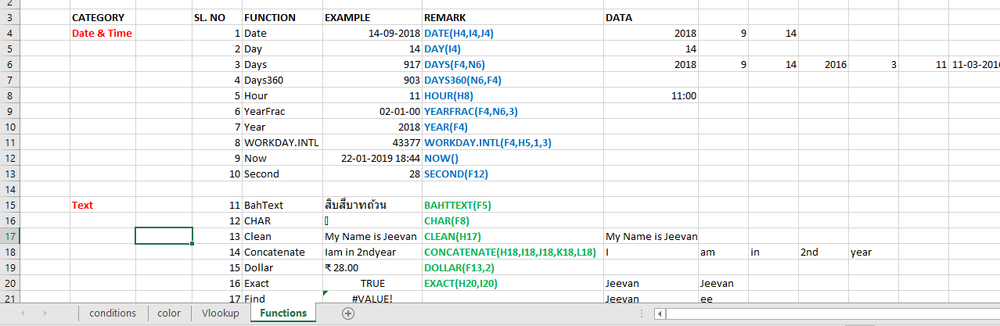 2
3 CATEGORY SL. NO FUNCTION EXAMPLE REMARK DATA
4 Date & Time 1 Date 14-09-2018 DATE(H4,I4,J4) 2018 9 14
5 2 Day 14 DAY(I4) 14
6 3 Days 917 DAYS(F4,N6) 2018 9 14 2016 3 11 11-03-2016
7 4 Days360 903 DAYS360(N6,F4)
8 5 Hour 11 HOUR(H8) 11:00
9 6 YearFrac 02-01-00 YEARFRAC(F4,N6,3)
10 7 Year 2018 YEAR(F4)
11 8 WORKDAY.INTL 43377 WORKDAY.INTL(F4,H5,1,3)
12 9 Now 22-01-2019 18:44 NOW()
13 10 Second 28 SECOND(F12)
14
15 Text 11 BahText สิบสี่บาทถ้วน BAHTTEXT(F5)
16 12 CHAR CHAR(F8)
17 13 Clean My Name is Jeevan CLEAN(H17) My Name is Jeevan
18 14 Concatenate Iam in 2ndyear CONCATENATE(H18,I18,J18,K18,L18) I am in 2nd year
19 15 Dollar ₹ 28.00 DOLLAR(F13,2)
20 16 Exact TRUE EXACT(H20,I20) Jeevan Jeevan
21 17 Find #VALUE! Jeevan ee
conditions color Vlookup Functions